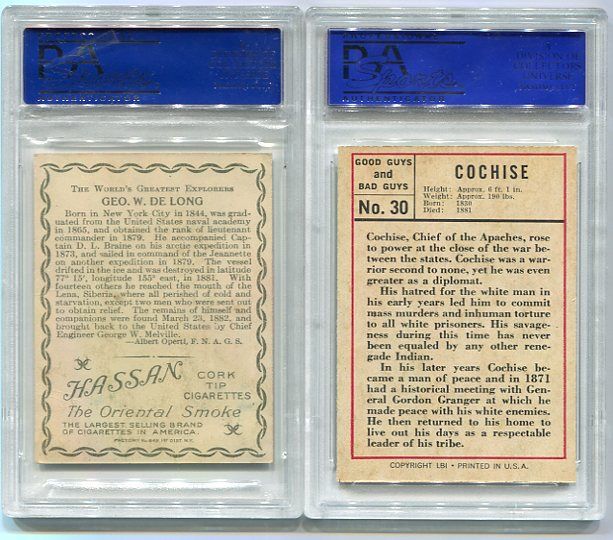 PSA
Sports
AUTHENTICATED
THE WORLD'S GREATEST EXPLORERS
GEO. W. DE LONG
Born in New York City in 1844, was grad-
uated from the United States naval academy
in 1865, and obtained the rank of lieutenant
commander in 1879. He accompanied Cap-
tain D. L. Braine on his arctic expedition in
1873, and sailed in command of the Jeannette
on another expedition in 1879. The vessel
drifted in the ice and was destroyed in latitude
77° 15', longitude 155° east, in 1881. With
fourteen others he reached the mouth of the
Lena, Siberia, where all perished of cold and
starvation, except two men who were sent out
to obtain relief. The remains of himself and
companions were found March 23, 1882, and
brought back to the United States by Chief
Engineer George W. Melville.
—Albert Operti, F. N. A. G. S.
HASSAN CORK
TIP
CIGARETTES
The Oriental Smoke
THE LARGEST SELLING BRAND
OF CIGARETTES IN AMERICA.
FACTORY No. 649 1ST DIST. N.Y.
PSA
Sports
AUTHENTICATED
DIVISION OF
COLLECTORS
UNIVERSE
GOOD GUYS
and
BAD GUYS
No. 30
COCHISE
Height: Approx. 6 ft. 1 in.
Weight: Approx. 190 lbs.
Born: 1830
Died: 1881
Cochise, Chief of the Apaches, rose
to power at the close of the war be-
tween the states. Cochise was a war-
rior second to none, yet he was even
greater as a diplomat.
His hatred for the white man in
his early years led him to commit
mass murders and inhuman torture
to all white prisoners. His savage-
ness during this time has never
been equaled by any other rene-
gade Indian.
In his later years Cochise be-
came a man of peace and in 1871
had a historical meeting with Gen-
eral Gordon Granger at which he
made peace with his white enemies.
He then returned to his home to
live out his days as a respectable
leader of his tribe.
COPYRIGHT LBI • PRINTED IN U.S.A.